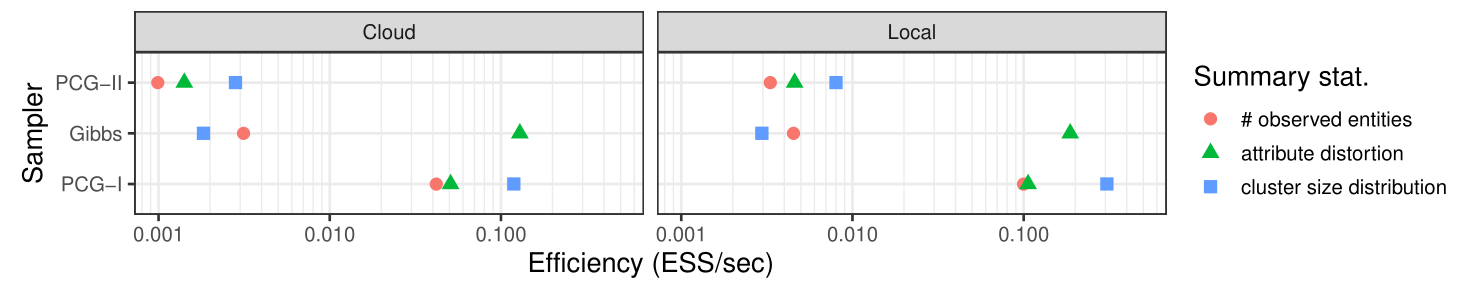 Cloud
Local
Sampler
PCG−II
Gibbs
PCG−I
0.001
0.010
0.100
0.001
0.010
0.100
Efficiency (ESS/sec)
Summary stat.
# observed entities
attribute distortion
cluster size distribution